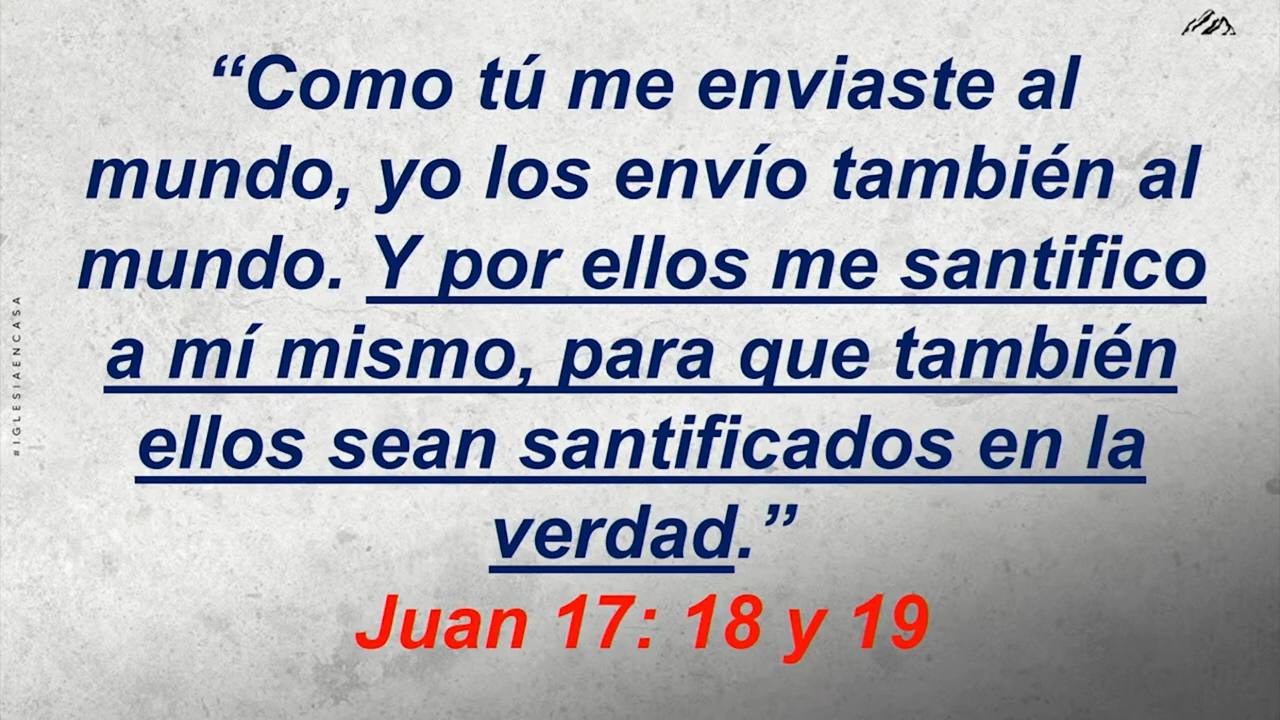 “Como tú me enviaste al
mundo, yo los envío también al
mundo. Y por ellos me santifico
a mí mismo, para que también
ellos sean santificados en la
verdad.”
Juan 17: 18 y 19
#IGLESIAENCASA